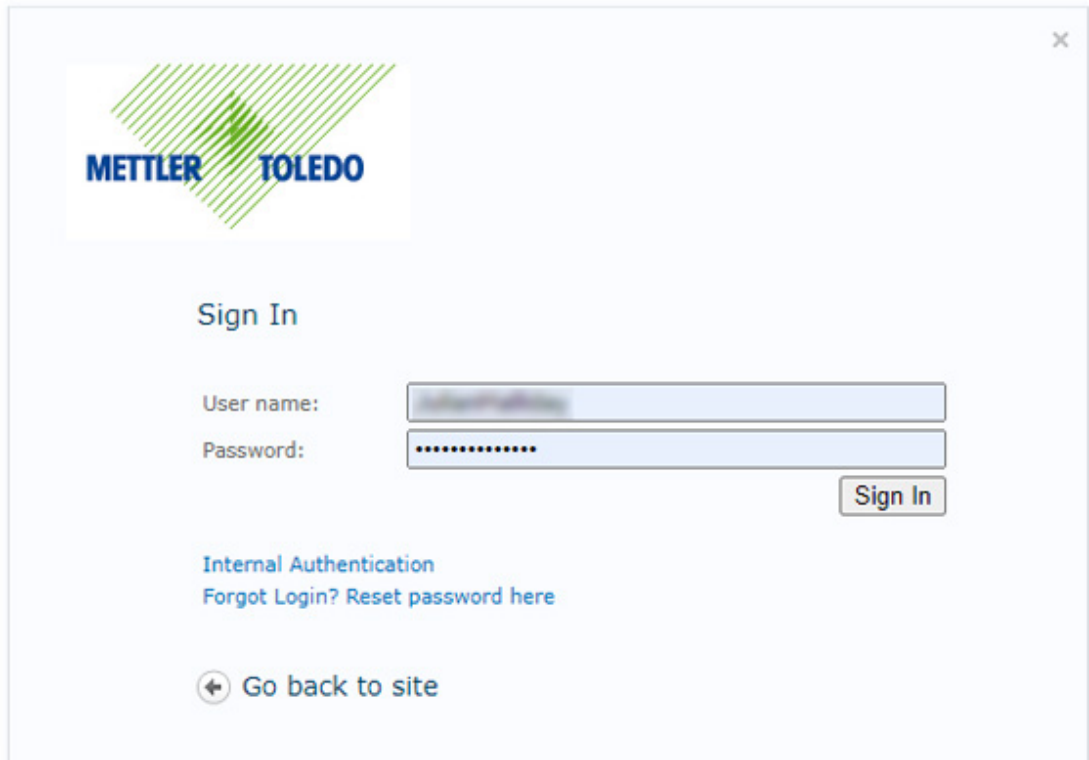 METTLER TOLEDO
Sign In
User name:
Password: ••••••••••••••
Sign In
Internal Authentication
Forgot Login? Reset password here
Go back to site